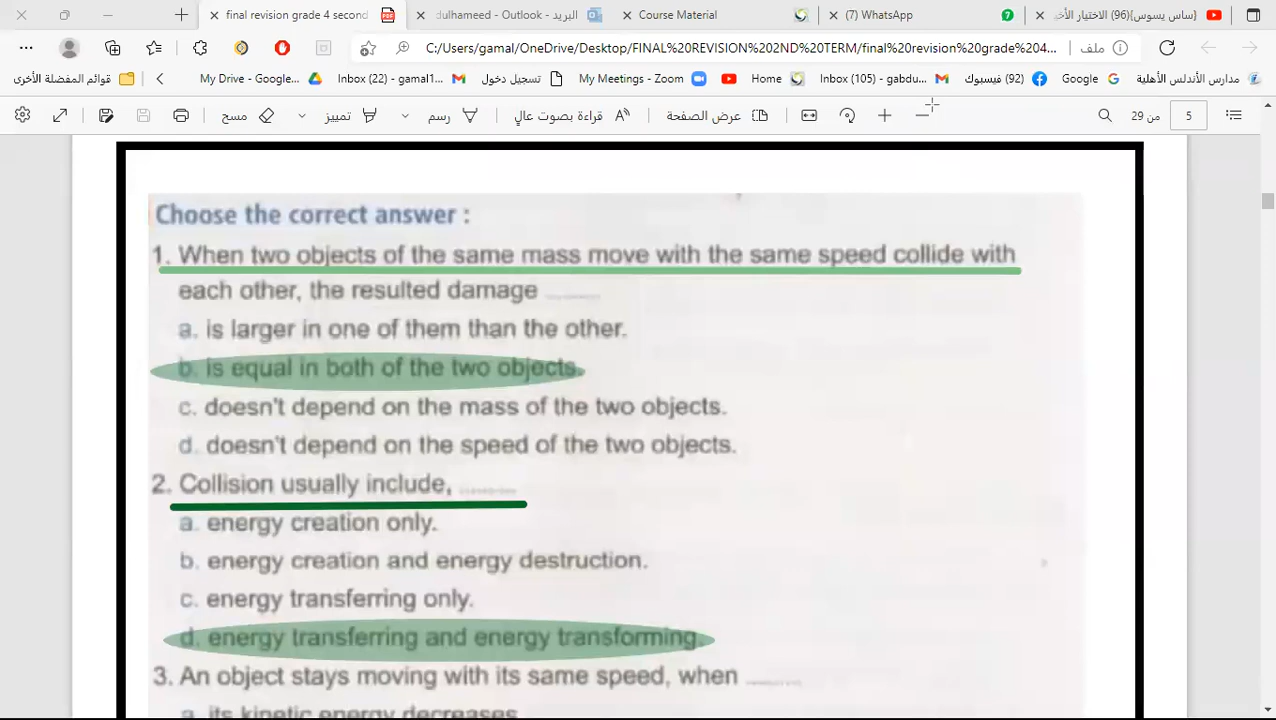 final revision grade 4 second
البريد - dulhameed - Outlook
Course Material
(7) WhatsApp
7
(96) الاختبار الأخ}(ساس يسوس}
C:/Users/gamal/OneDrive/Desktop/FINAL%20REVISION%202ND%20TERM/final%20revision%20grade%204...
ملف
قوائم المفضلة الأخرى
My Drive - Google...
Inbox (22) - gamal1...
تسجيل دخول
My Meetings - Zoom
Home
Inbox (105) - gabdu...
(92) فيسبوك
Google
مدارس الأندلس الأهلية
مسح
تمييز
رسم
قراءة بصوت عالٍ
عرض الصفحة
من 29
5
Choose the correct answer :
1. When two objects of the same mass move with the same speed collide with
each other, the resulted damage ........
a. is larger in one of them than the other.
b. is equal in both of the two objects.
c. doesn't depend on the mass of the two objects.
d. doesn't depend on the speed of the two objects.
2. Collision usually include, ........
a. energy creation only.
b. energy creation and energy destruction.
c. energy transferring only.
d. energy transferring and energy transforming.
3. An object stays moving with its same speed, when ........
a. its kinetic energy decreases